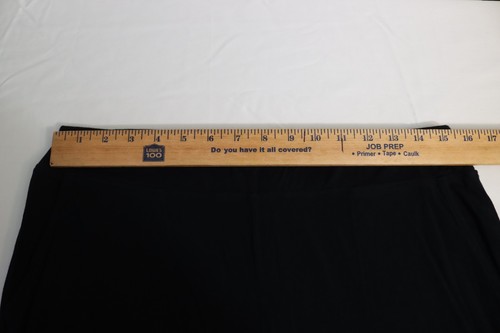 1 2 3 4 5 6 7 8 9 10 11 12 13 14 15 16 17
LOWE'S
100
Do you have it all covered?
JOB PREP
• Primer • Tape • Caulk